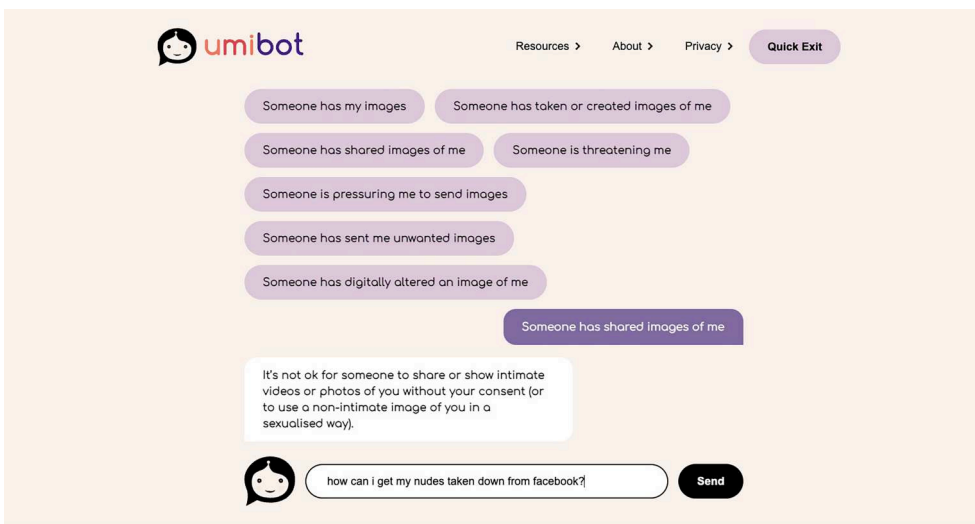 umibot
Resources >
About >
Privacy >
Quick Exit
Someone has my images
Someone has taken or created images of me
Someone has shared images of me
Someone is threatening me
Someone is pressuring me to send images
Someone has sent me unwanted images
Someone has digitally altered an image of me
Someone has shared images of me
It's not ok for someone to share or show intimate
videos or photos of you without your consent (or
to use a non-intimate image of you in a
sexualised way).
how can i get my nudes taken down from facebook?
Send